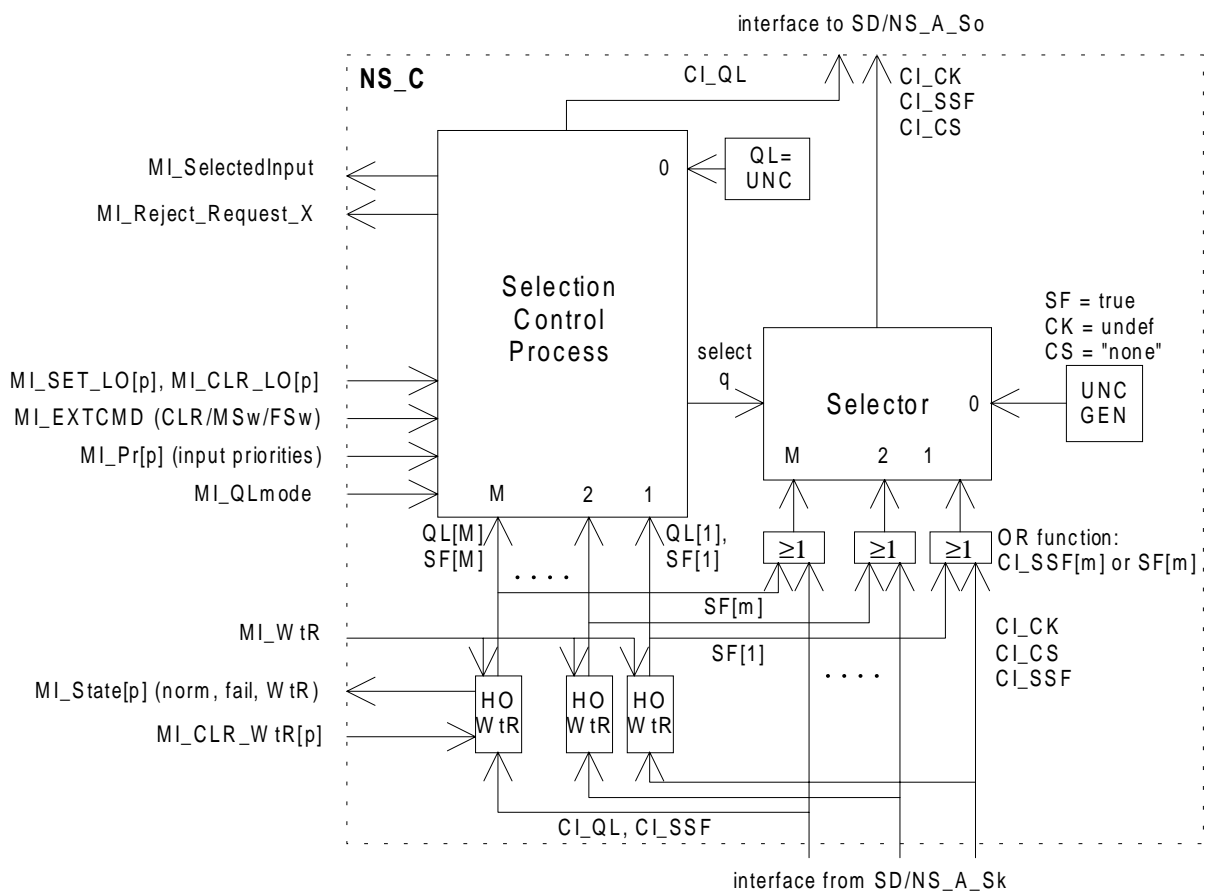 interface to SD/NS_A_So
NS_C
CI_QL
CI_CK
CI_SSF
CI_CS
MI_SelectedInput
MI_Reject_Request_X
0
QL=
UNC
Selection
Control
Process
SF = true
CK = undef
CS = "none"
select
q
MI_SET_LO[p], MI_CLR_LO[p]
MI_EXTCMD (CLR/MSw/FSw)
MI_Pr[p] (input priorities)
MI_QLmode
Selector
0
UNC
GEN
M
2
1
M
2
1
QL[M]
SF[M]
QL[1],
SF[1]
≥1
≥1
≥1
OR function:
CI_SSF[m] or SF[m]
. . . .
SF[m]
MI_WtR
SF[1]
CI_CK
CI_CS
CI_SSF
. . . .
MI_State[p] (norm, fail, WtR)
MI_CLR_WtR[p]
HO
WtR
HO
WtR
HO
WtR
CI_QL, CI_SSF
interface from SD/NS_A_Sk